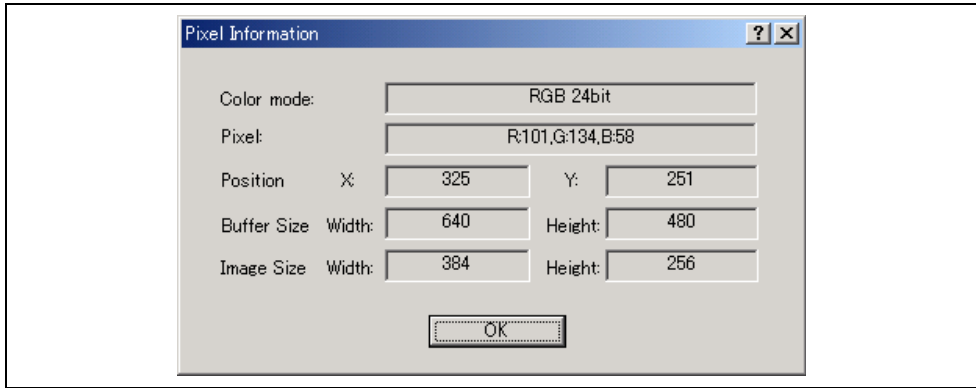 Pixel Information
Color mode: RGB 24bit
Pixel: R:101,G:134,B:58
Position X: 325 Y: 251
Buffer Size Width: 640 Height: 480
Image Size Width: 384 Height: 256
OK